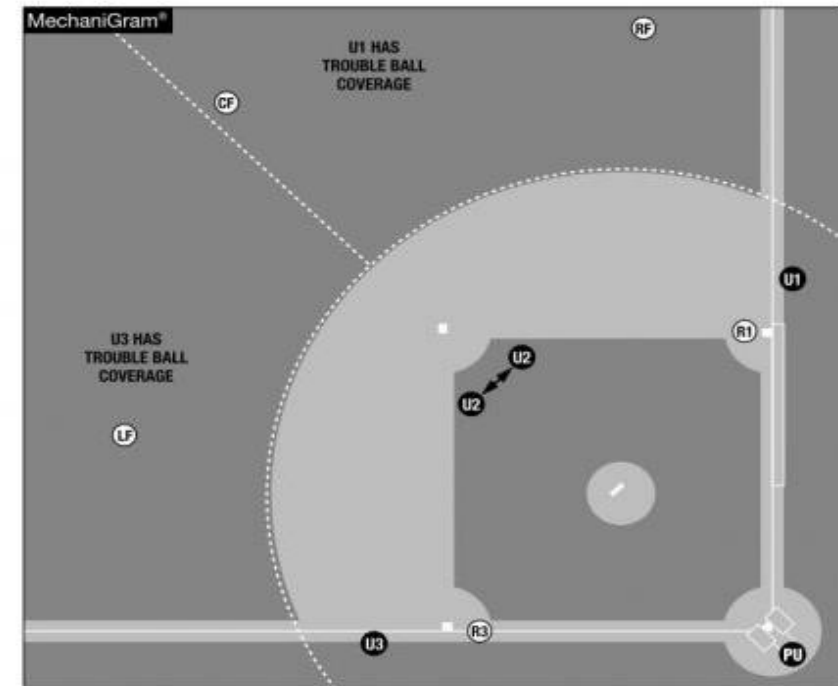 MechaniGram®
RF
U1 HAS
TROUBLE BALL
COVERAGE
CF
U1
R1
U3 HAS
TROUBLE BALL
COVERAGE
U2
U2
LF
R3
U3
PU